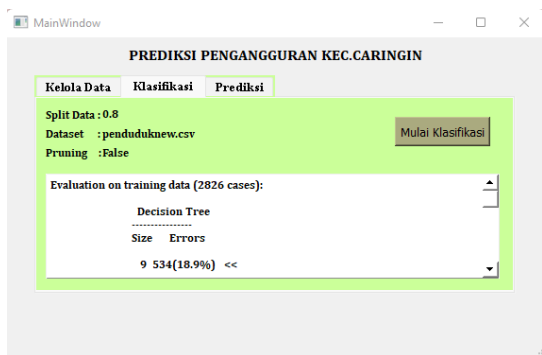 MainWindow
PREDIKSI PENGANGGURAN KEC.CARINGIN
Kelola Data Klasifikasi Prediksi
Split Data : 0.8
Dataset : penduduknew.csv
Mulai Klasifikasi
Pruning : False
Evaluation on training data (2826 cases):
Decision Tree
----------------
Size Errors
9 534(18.9%) <<